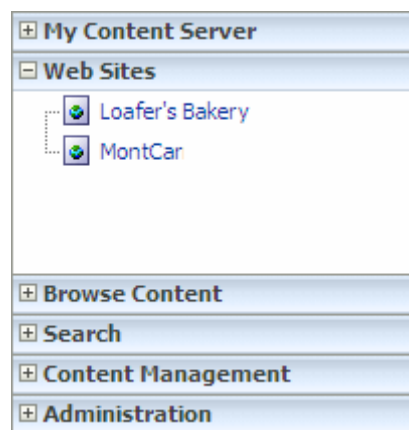 My Content Server
Web Sites
Loafer's Bakery
MontCar
Browse Content
Search
Content Management
Administration